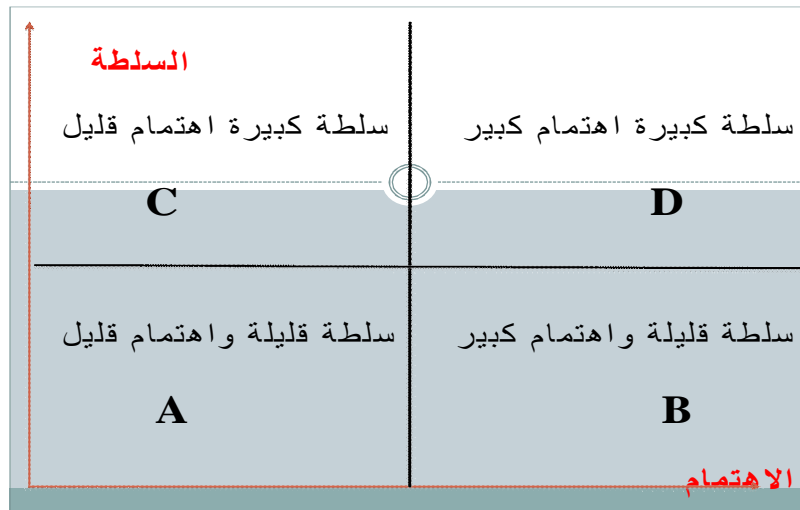 السلطة
سلطة كبيرة اهتمام كبير
سلطة كبيرة اهتمام قليل
D
C
سلطة قليلة واهتمام كبير
سلطة قليلة واهتمام قليل
B
A
الاهتمام